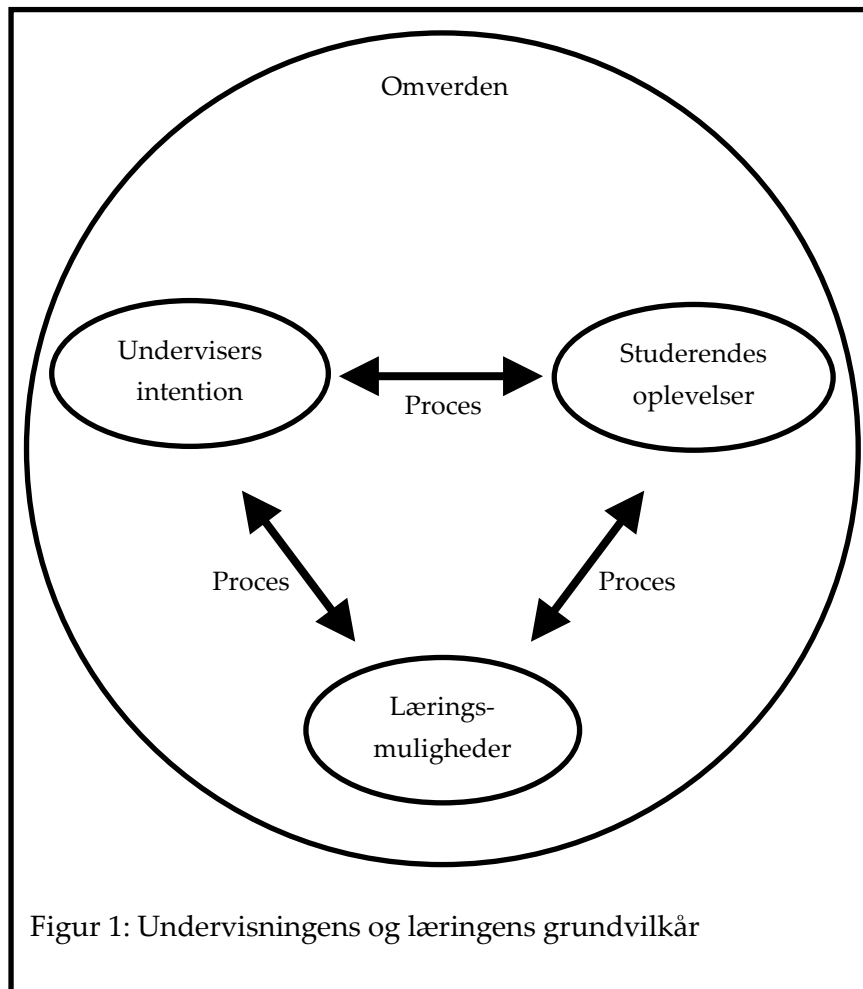 Omverden
Undervisers
intention
Studerendes
oplevelser
Proces
Proces
Proces
Lærings-
muligheder
Figur 1: Undervisningens og læringens grundvilkår